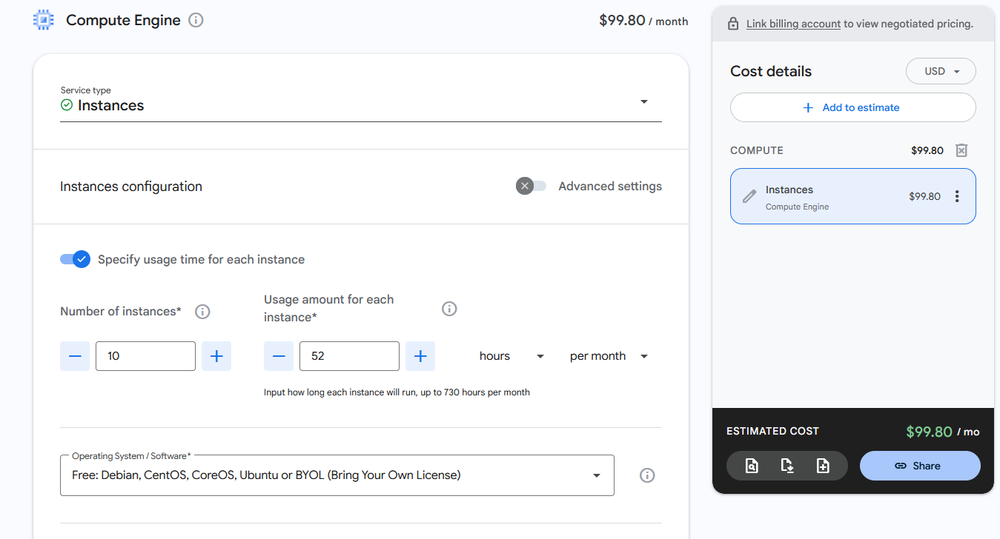 Compute Engine
$99.80 / month
Service type
Instances
Instances configuration
Advanced settings
Specify usage time for each instance
Number of instances*
Usage amount for each
instance*
10
52
hours
per month
Input how long each instance will run, up to 730 hours per month
Operating System / Software*
Free: Debian, CentOS, CoreOS, Ubuntu or BYOL (Bring Your Own License)
Link billing account to view negotiated pricing.
Cost details
USD
Add to estimate
COMPUTE
$99.80
Instances
$99.80
Compute Engine
ESTIMATED COST
$99.80 / mo
Share